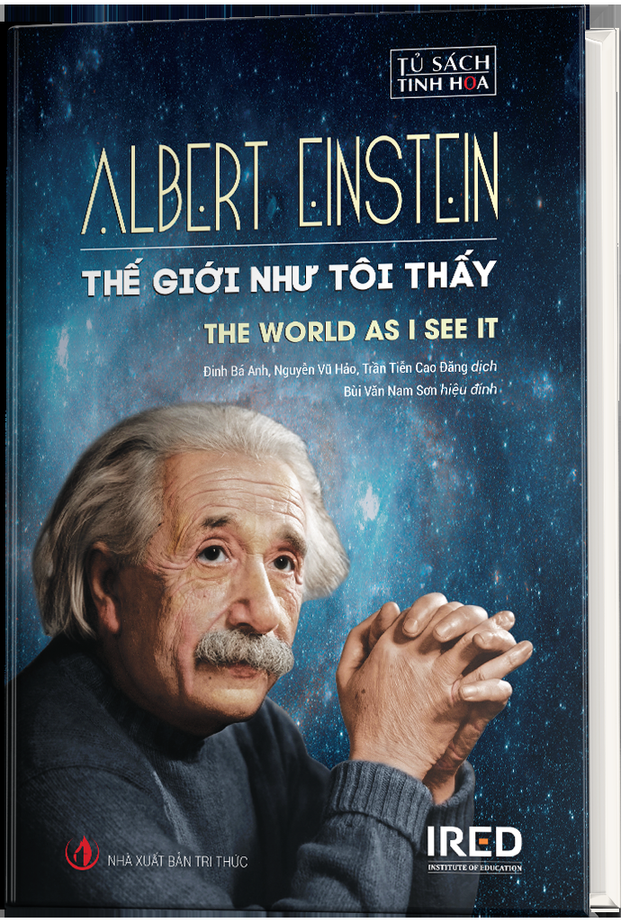 TỦ SÁCH
TINH HOA
ALBERT EINSTEIN
THẾ GIỚI NHƯ TÔI THẤY
THE WORLD AS I SEE IT
Đinh Bá Anh, Nguyễn Vũ Hảo, Trần Tiễn Cao Đăng dịch
Bùi Văn Nam Sơn hiệu đính
IRED
INSTITUTE OF EDUCATION
NHÀ XUẤT BẢN TRI THỨC